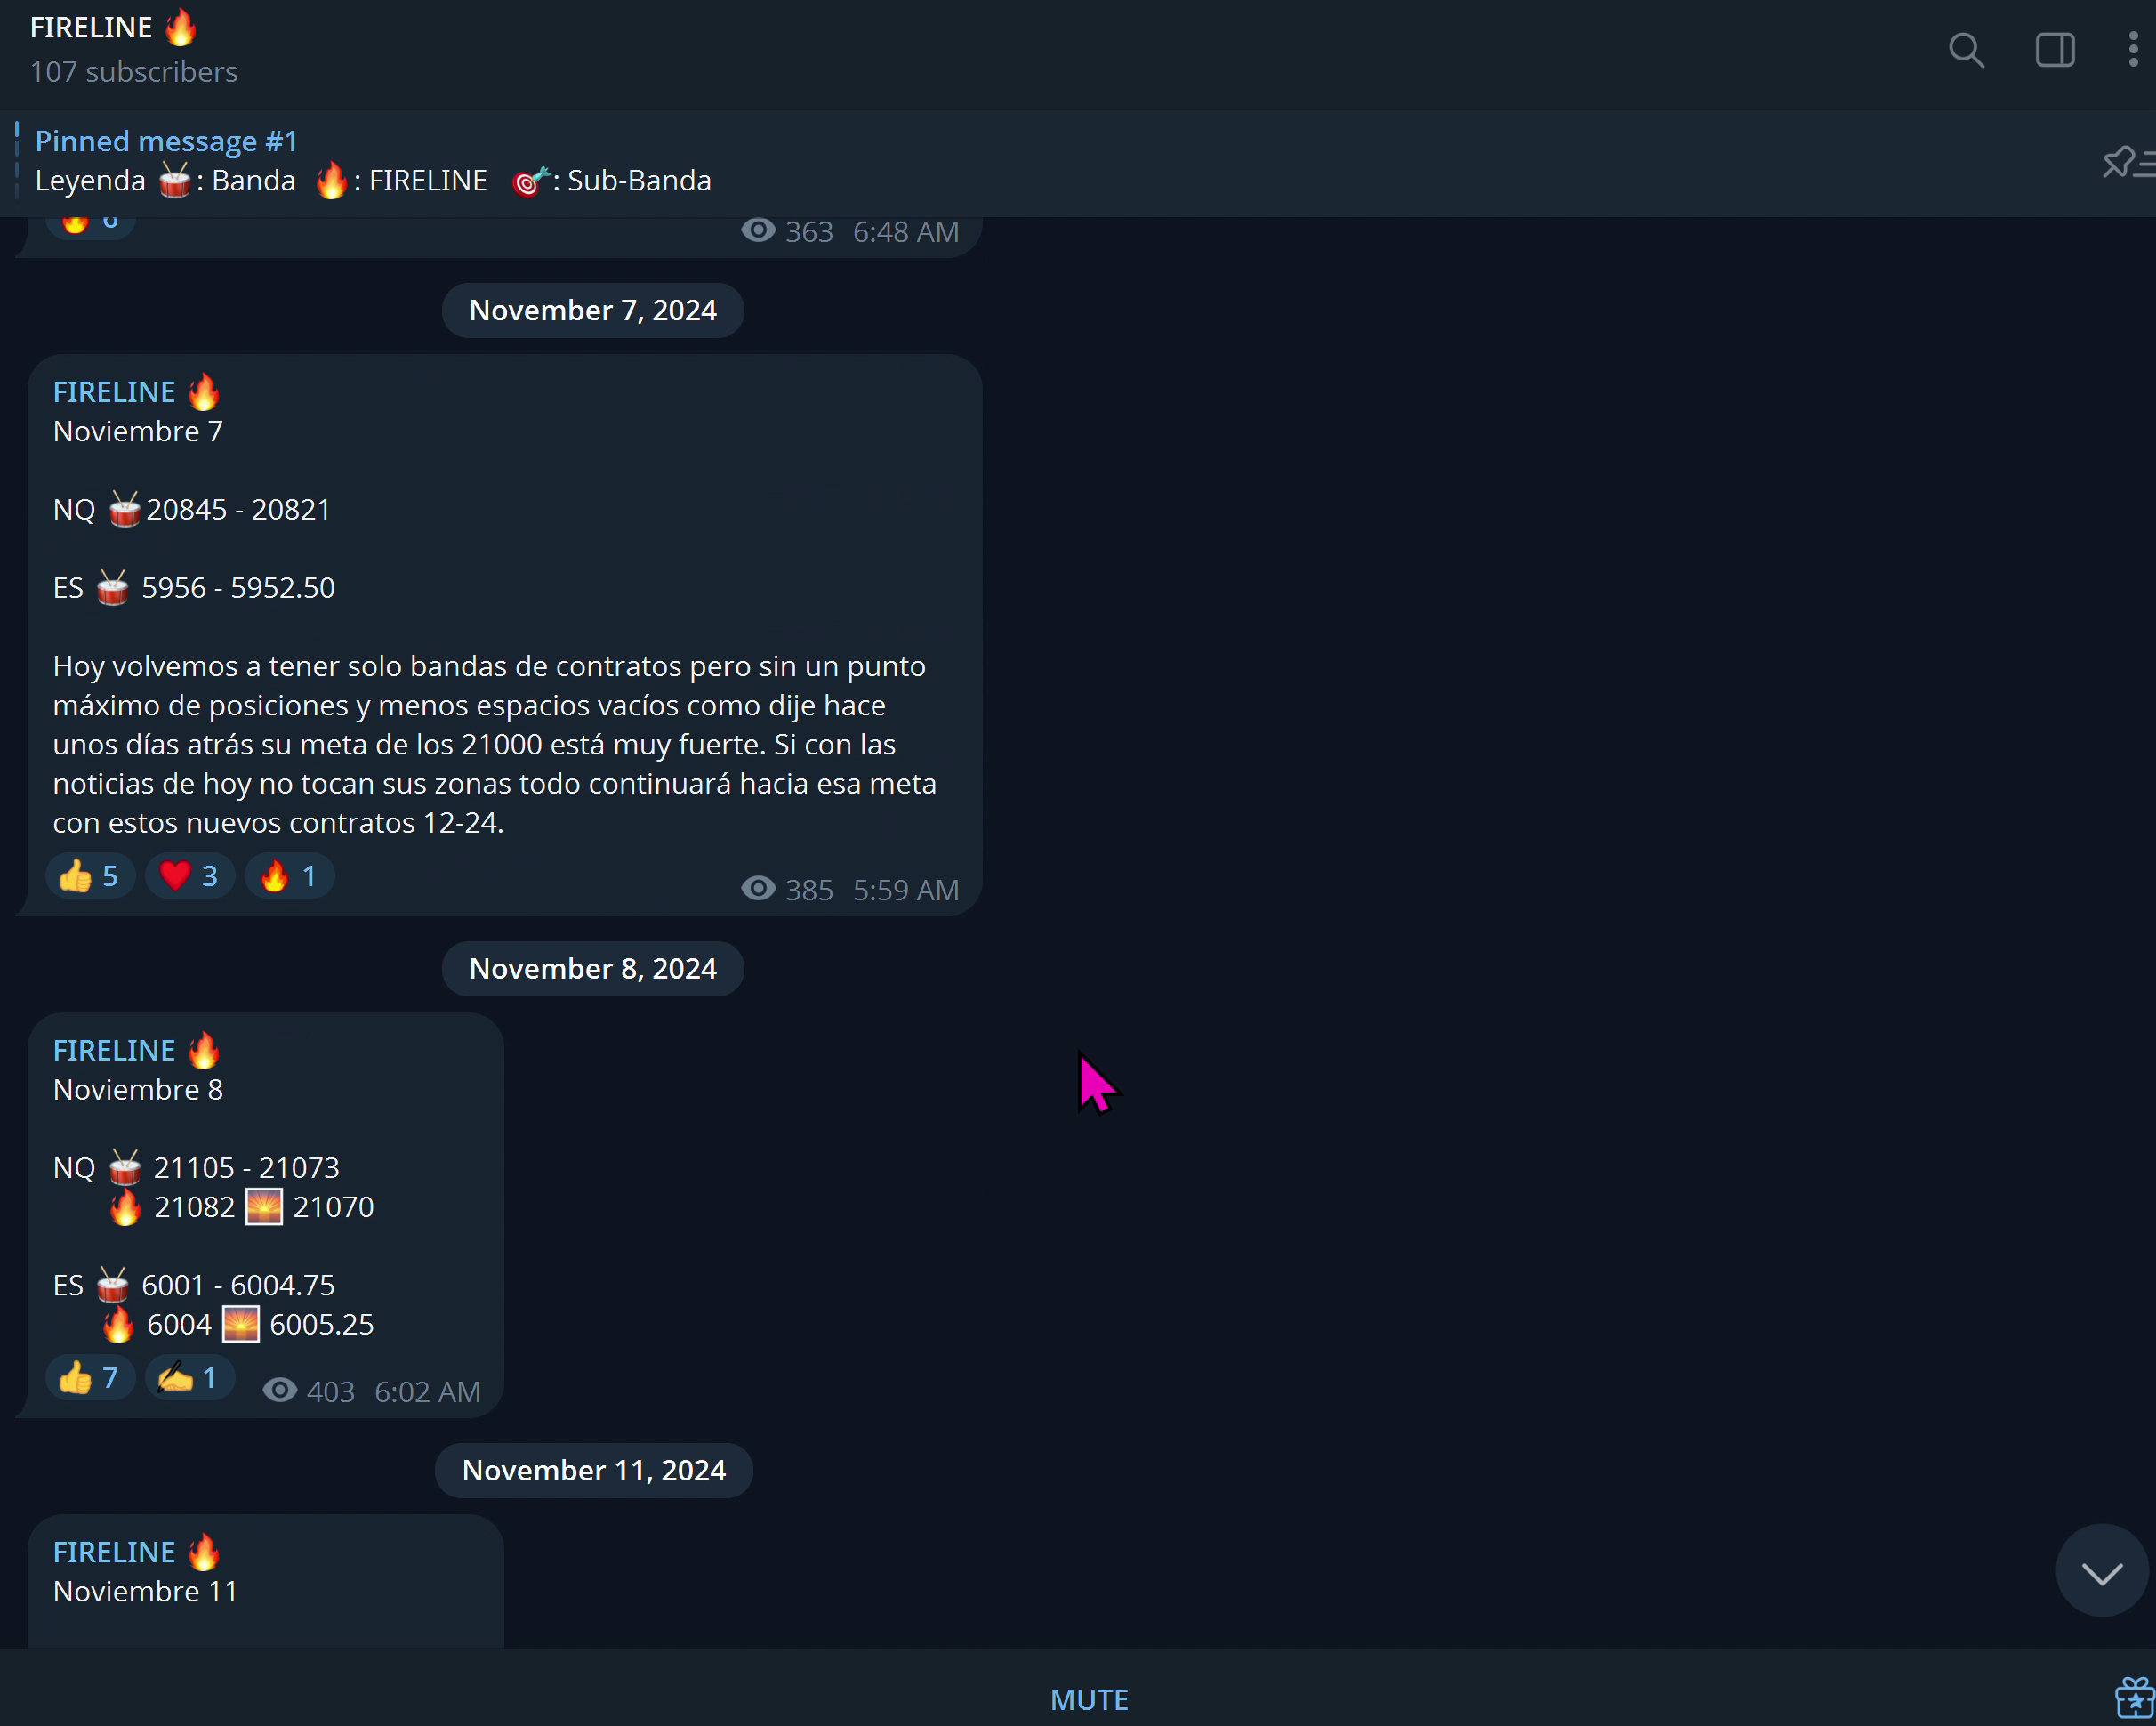 FIRELINE 🔥
107 subscribers
Pinned message #1
Leyenda 🥁: Banda 🔥: FIRELINE 🎯: Sub-Banda
🔥 6
363 6:48 AM
November 7, 2024
FIRELINE 🔥
Noviembre 7
NQ 🥁20845 - 20821
ES 🥁 5956 - 5952.50
Hoy volvemos a tener solo bandas de contratos pero sin un punto
máximo de posiciones y menos espacios vacíos como dije hace
unos días atrás su meta de los 21000 está muy fuerte. Si con las
noticias de hoy no tocan sus zonas todo continuará hacia esa meta
con estos nuevos contratos 12-24.
👍 5 ❤️ 3 🔥 1
385 5:59 AM
November 8, 2024
FIRELINE 🔥
Noviembre 8
NQ 🥁 21105 - 21073
🔥 21082 🌅 21070
ES 🥁 6001 - 6004.75
🔥 6004 🌅 6005.25
👍 7 ✍️ 1 403 6:02 AM
November 11, 2024
FIRELINE 🔥
Noviembre 11
MUTE